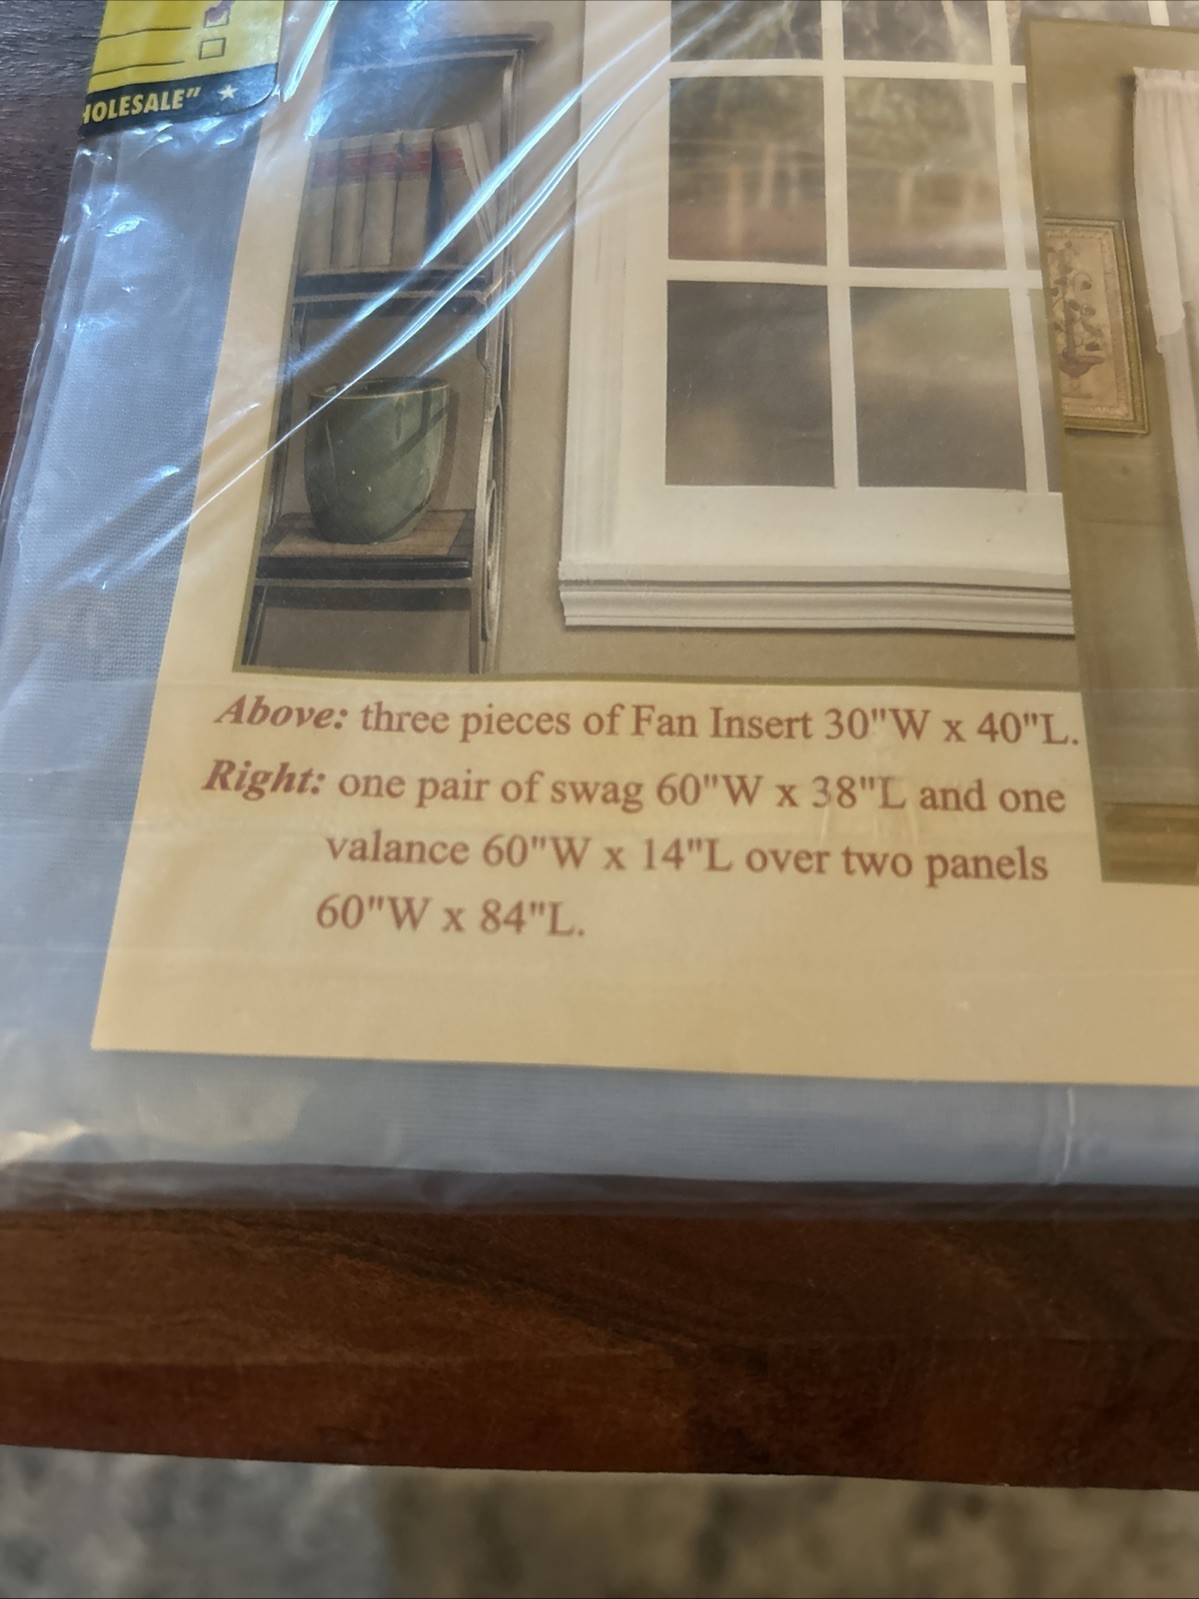 HOLESALE" ★
Above: three pieces of Fan Insert 30"W x 40"L.
Right: one pair of swag 60"W x 38"L and one
valance 60"W x 14"L over two panels
60"W x 84"L.